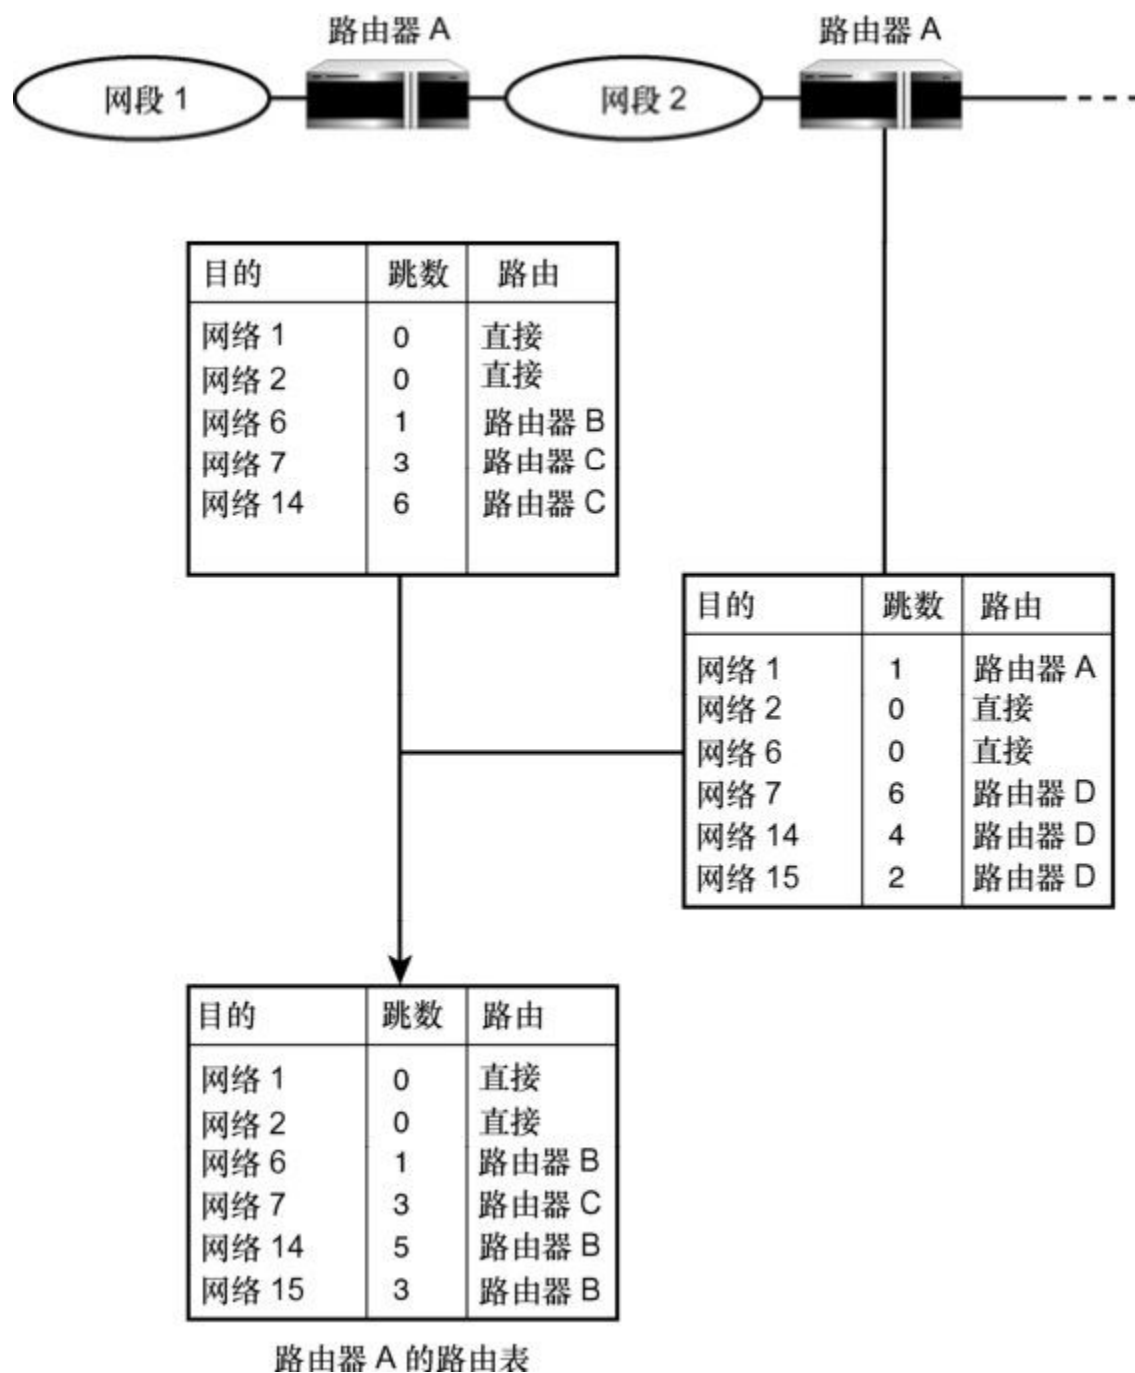 路由器 A 路由器 A
网段 1 网段 2
目的 跳数 路由
网络 1 0 直接
网络 2 0 直接
网络 6 1 路由器 B
网络 7 3 路由器 C
网络 14 6 路由器 C
目的 跳数 路由
网络 1 1 路由器 A
网络 2 0 直接
网络 6 0 直接
网络 7 6 路由器 D
网络 14 4 路由器 D
网络 15 2 路由器 D
目的 跳数 路由
网络 1 0 直接
网络 2 0 直接
网络 6 1 路由器 B
网络 7 3 路由器 C
网络 14 5 路由器 B
网络 15 3 路由器 B
路由器 A 的路由表